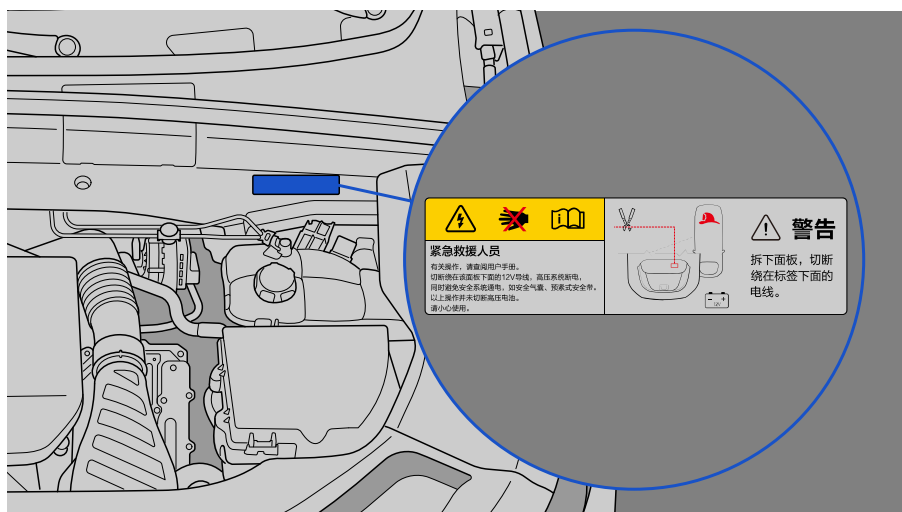 紧急救援人员
有关操作，请查阅用户手册。
切断绕在该面板下面的12V导线，高压系统断电，
同时避免安全系统通电，如安全气囊、预紧式安全带。
以上操作并未切断高压电池。
请小心使用。
警告
拆下面板，切断
绕在标签下面的
电线。
12V